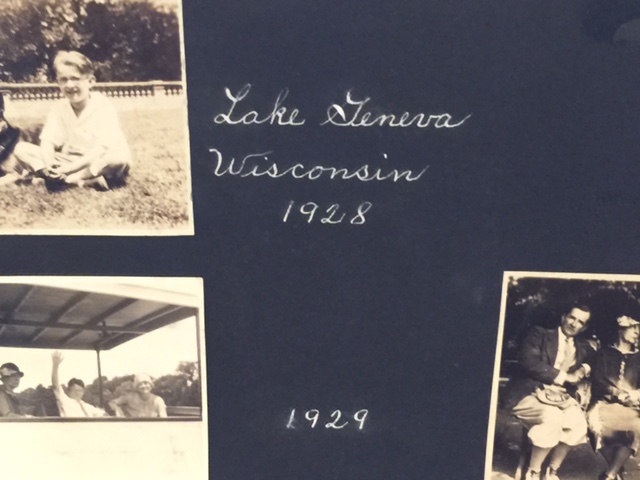 Lake Geneva
Wisconsin
1928
1929